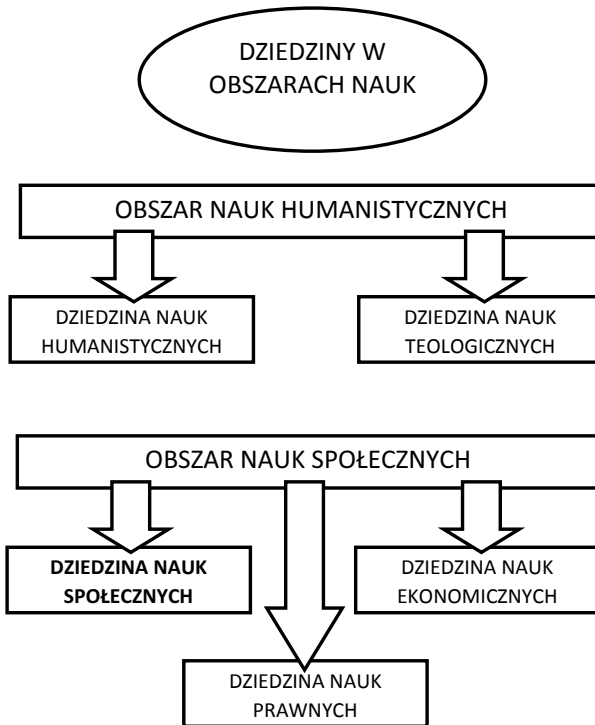 DZIEDZINY W
OBSZARACH NAUK
OBSZAR NAUK HUMANISTYCZNYCH
DZIEDZINA NAUK
HUMANISTYCZNYCH
DZIEDZINA NAUK
TEOLOGICZNYCH
OBSZAR NAUK SPOŁECZNYCH
DZIEDZINA NAUK
SPOŁECZNYCH
DZIEDZINA NAUK
EKONOMICZNYCH
DZIEDZINA NAUK
PRAWNYCH